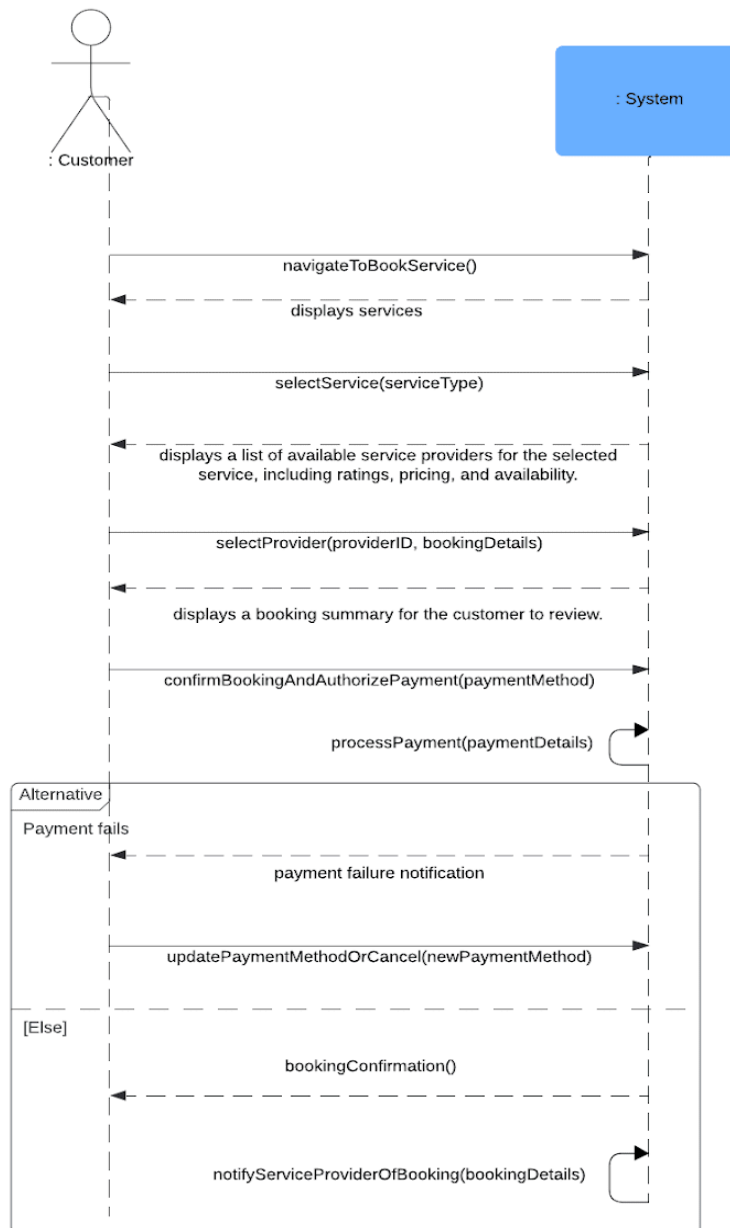 : Customer
: System
navigateToBookService()
displays services
selectService(serviceType)
displays a list of available service providers for the selected
service, including ratings, pricing, and availability.
selectProvider(providerID, bookingDetails)
displays a booking summary for the customer to review.
confirmBookingAndAuthorizePayment(paymentMethod)
processPayment(paymentDetails)
Alternative
Payment fails
payment failure notification
updatePaymentMethodOrCancel(newPaymentMethod)
[Else]
bookingConfirmation()
notifyServiceProviderOfBooking(bookingDetails)